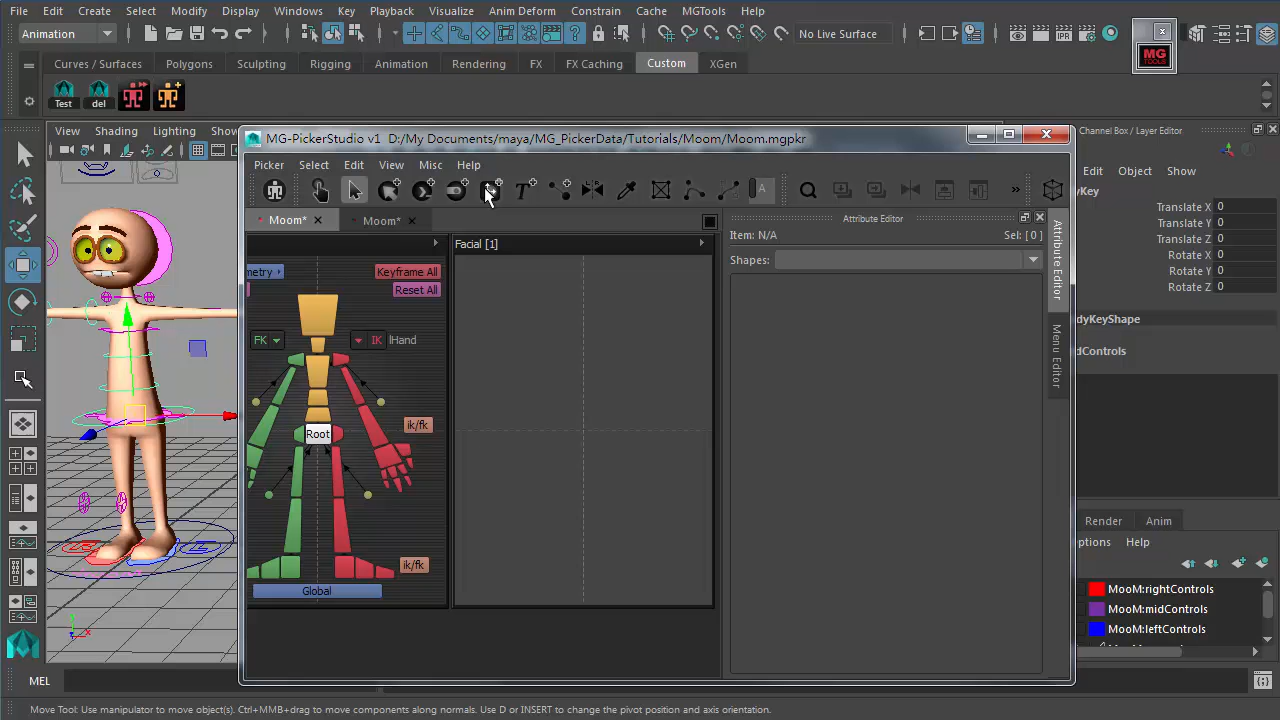 File Edit Create Select Modify Display Windows Key Playback Visualize Anim Deform Constrain Cache MGTools Help
Animation No Live Surface
MG
TOOLS
Curves / Surfaces Polygons Sculpting Rigging Animation Rendering FX FX Caching Custom XGen
Test del
View Shading Lighting Show
MG-PickerStudio v1 D:/My Documents/maya/MG_PickerData/Tutorials/Moom/Moom.mgpkr
Channel Box / Layer Editor
Picker Select Edit View Misc Help
Edit Object Show
T A »
yKey
Moom* × Moom* ×
Attribute Editor
Translate X 0
Translate Y 0
Translate Z 0
Rotate X 0
Rotate Y 0
Rotate Z 0
Item: N/A Sel: [ 0 ]
Facial [1]
Shapes:
metry
Keyframe All
Reset All
FK IK lHand
Attribute Editor
Menu Editor
dyKeyShape
dControls
ik/fk
Root
ik/fk
Global
Render Anim
ptions Help
MooM:rightControls
MooM:midControls
MooM:leftControls
MEL
Move Tool: Use manipulator to move object(s). Ctrl+MMB+drag to move components along normals. Use D or INSERT to change the pivot position and axis orientation.